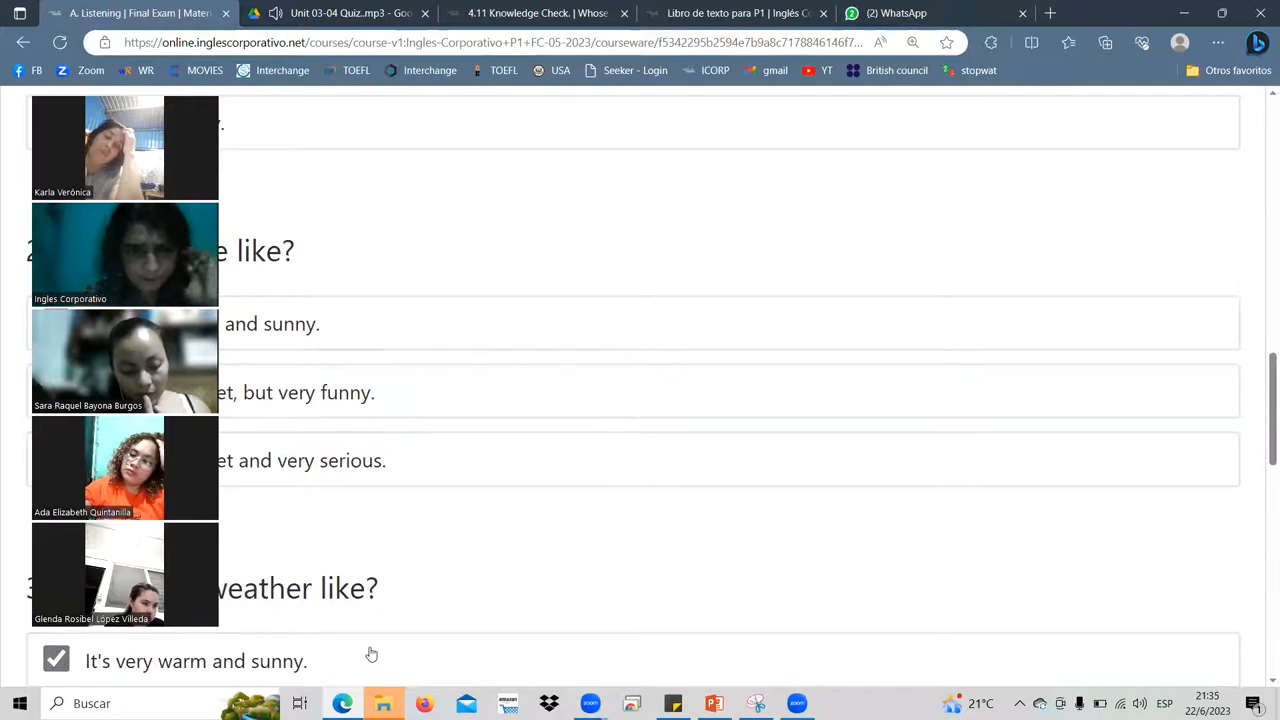 A. Listening | Final Exam | Mater
Unit 03-04 Quiz.mp3 - Goo
4.11 Knowledge Check. | Whose
Libro de texto para P1 | Inglés C
(2) WhatsApp
https://online.inglescorporativo.net/courses/course-v1:Ingles-Corporativo+P1+FC-05-2023/courseware/f5342295b2594e7b9a8c7178846146f7...
FB
Zoom
WR
MOVIES
Interchange
TOEFL
Interchange
TOEFL
USA
Seeker - Login
ICORP
gmail
YT
British council
stopwat
Otros favoritos
y.
Karla Verónica
2
e like?
Ingles Corporativo
and sunny.
et, but very funny.
Sara Raquel Bayona Burgos
et and very serious.
Ada Elizabeth Quintanilla
3
weather like?
Glenda Rosibel López Villeda
It's very warm and sunny.
Buscar
21°C
ESP
21:35
22/6/2023